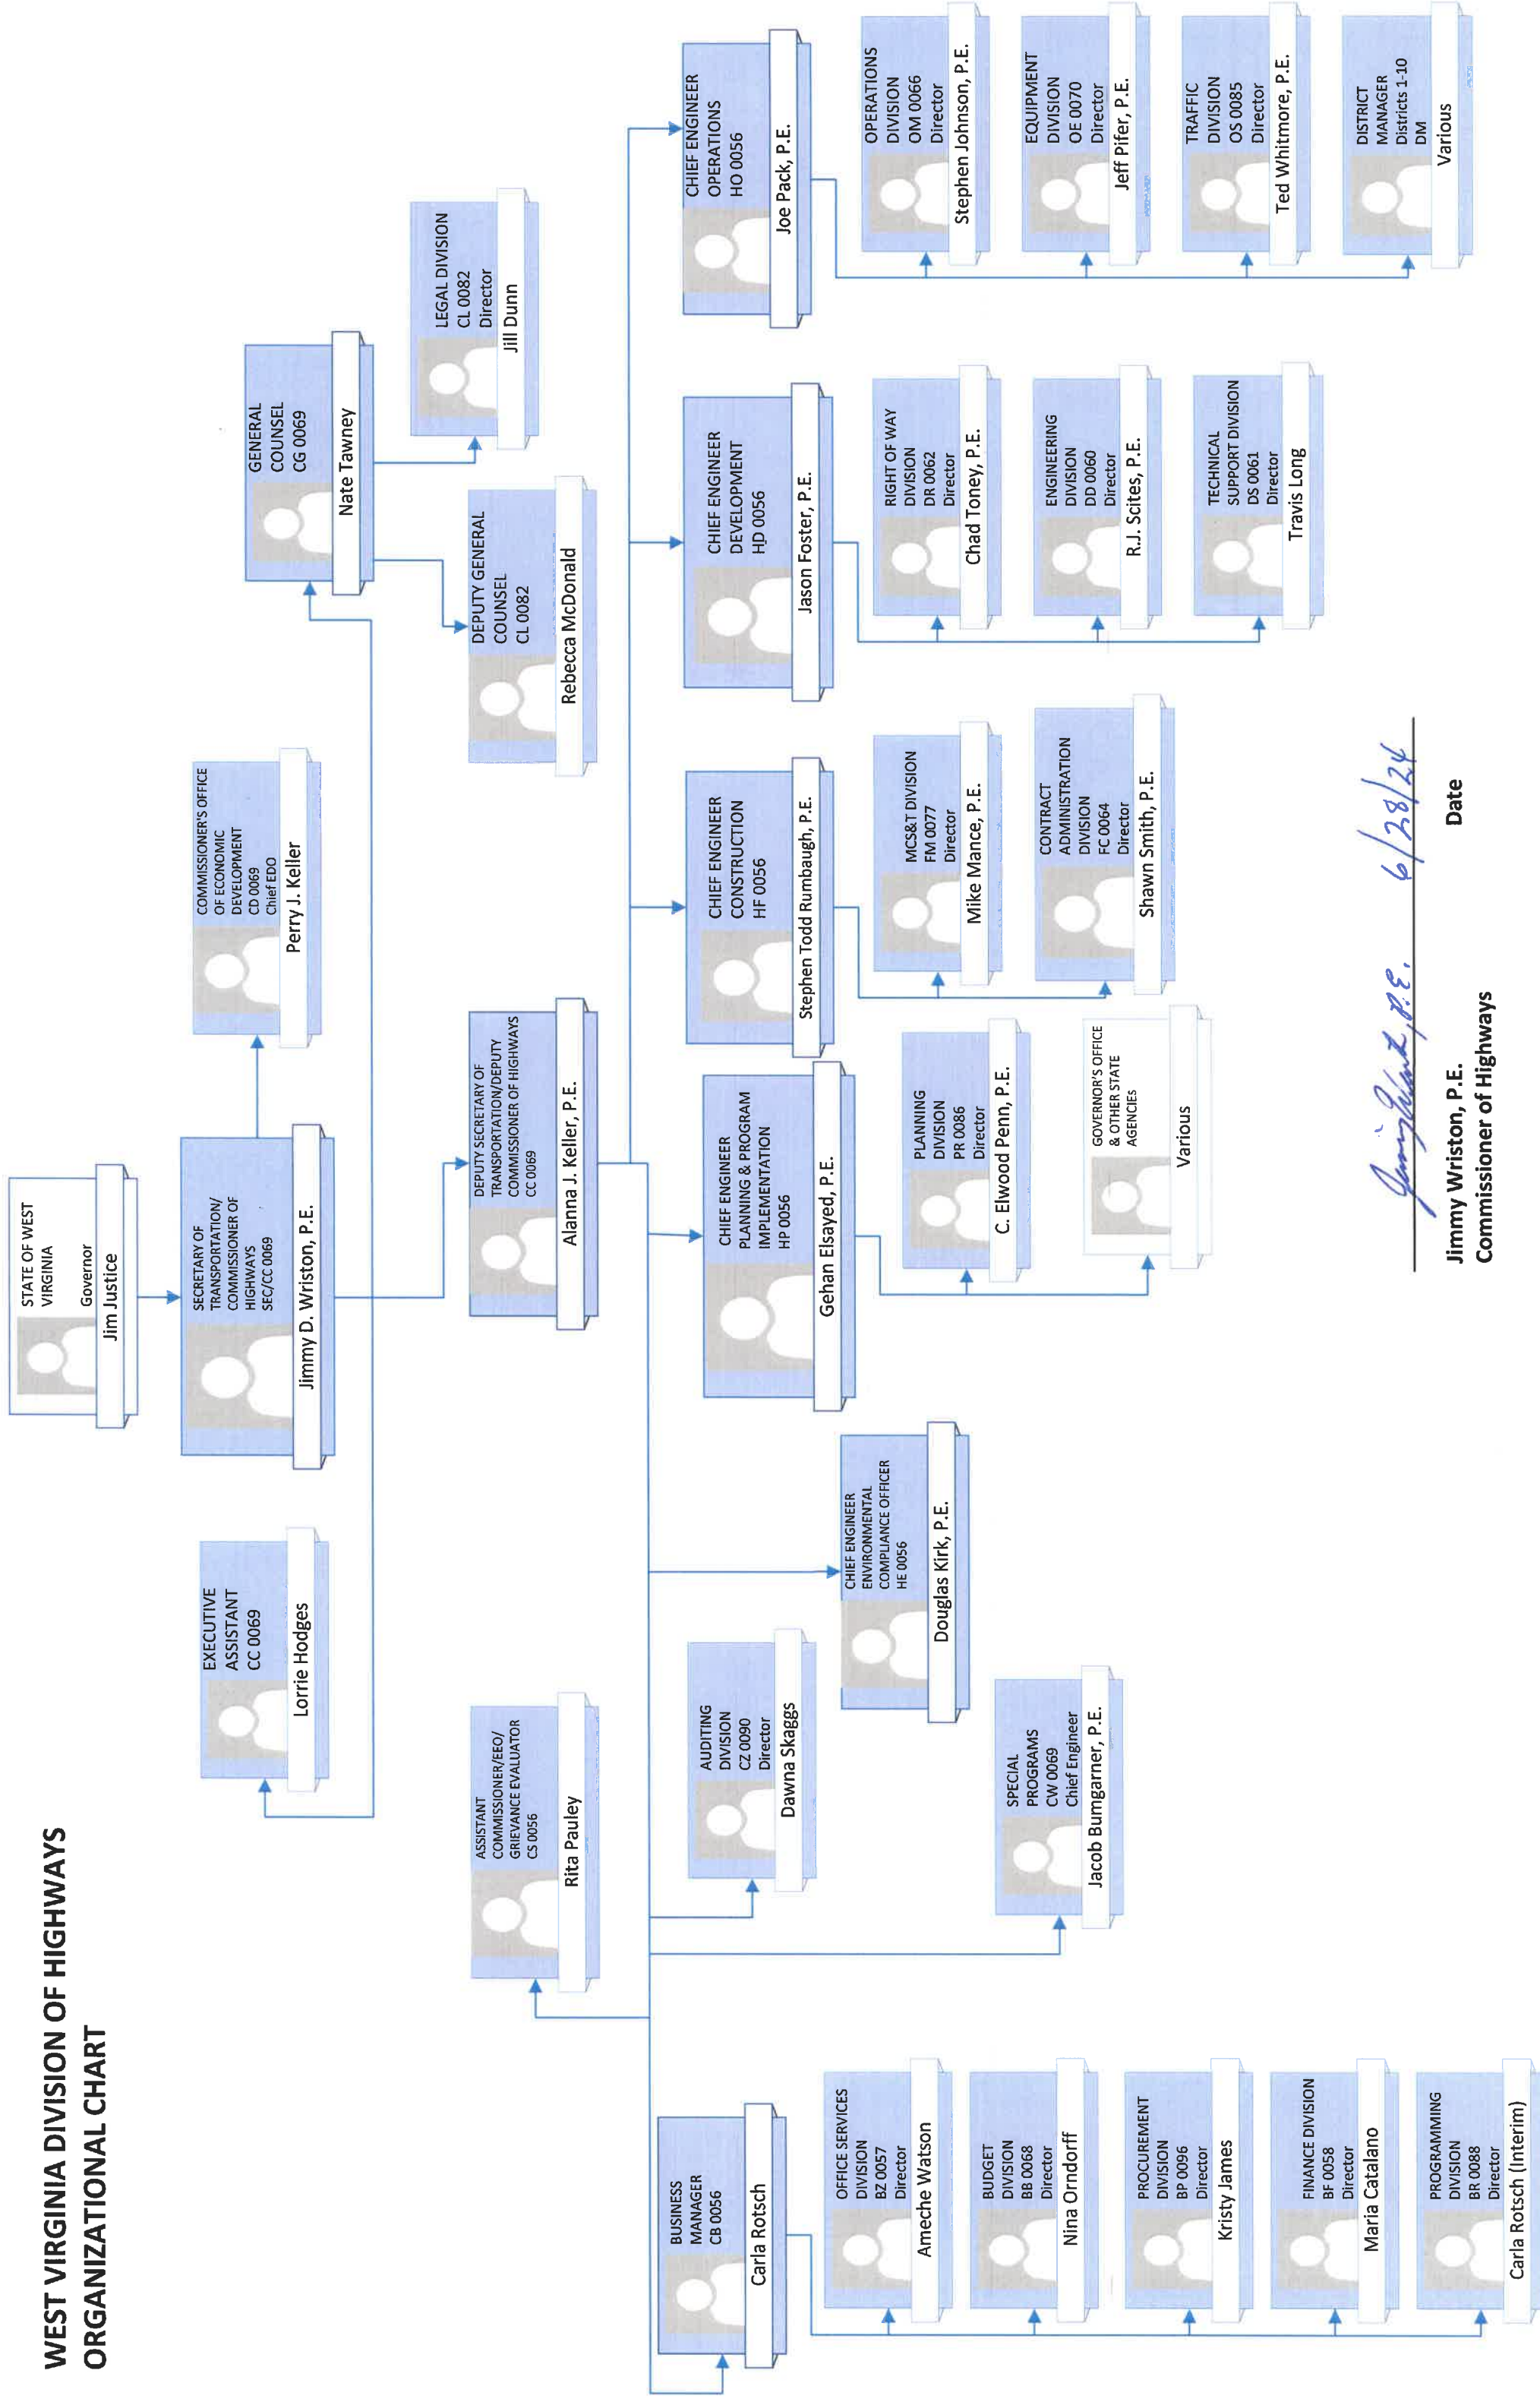 WEST VIRGINIA DIVISION OF HIGHWAYS
ORGANIZATIONAL CHART
STATE OF WEST
VIRGINIA
Governor
Jim Justice
SECRETARY OF
TRANSPORTATION/
COMMISSIONER OF
HIGHWAYS
SEC/CC 0069
Jimmy D. Wriston, P.E.
EXECUTIVE
ASSISTANT
CC 0069
Lorrie Hodges
COMMISSIONER'S OFFICE
OF ECONOMIC
DEVELOPMENT
CD 0069
Chief EDO
Perry J. Keller
GENERAL
COUNSEL
CG 0069
Nate Tawney
DEPUTY GENERAL
COUNSEL
CL 0082
Rebecca McDonald
LEGAL DIVISION
CL 0082
Director
Jill Dunn
ASSISTANT
COMMISSIONER/EEO/
GRIEVANCE EVALUATOR
CS 0056
Rita Pauley
DEPUTY SECRETARY OF
TRANSPORTATION/DEPUTY
COMMISSIONER OF HIGHWAYS
CC 0069
Alanna J. Keller, P.E.
BUSINESS
MANAGER
CB 0056
Carla Rotsch
OFFICE SERVICES
DIVISION
BZ 0057
Director
Ameche Watson
BUDGET
DIVISION
BB 0068
Director
Nina Orndorff
PROCUREMENT
DIVISION
BP 0096
Director
Kristy James
FINANCE DIVISION
BF 0058
Director
Maria Catalano
PROGRAMMING
DIVISION
BR 0088
Director
Carla Rotsch (Interim)
AUDITING
DIVISION
CZ 0090
Director
Dawna Skaggs
SPECIAL
PROGRAMS
CW 0069
Chief Engineer
Jacob Bumgarner, P.E.
CHIEF ENGINEER
ENVIRONMENTAL
COMPLIANCE OFFICER
HE 0056
Douglas Kirk, P.E.
CHIEF ENGINEER
PLANNING & PROGRAM
IMPLEMENTATION
HP 0056
Gehan Elsayed, P.E.
PLANNING
DIVISION
PR 0086
Director
C. Elwood Penn, P.E.
GOVERNOR'S OFFICE
& OTHER STATE
AGENCIES
Various
CHIEF ENGINEER
CONSTRUCTION
HF 0056
Stephen Todd Rumbaugh, P.E.
MCS&T DIVISION
FM 0077
Director
Mike Mance, P.E.
CONTRACT
ADMINISTRATION
DIVISION
FC 0064
Director
Shawn Smith, P.E.
CHIEF ENGINEER
DEVELOPMENT
HD 0056
Jason Foster, P.E.
RIGHT OF WAY
DIVISION
DR 0062
Director
Chad Toney, P.E.
ENGINEERING
DIVISION
DD 0060
Director
R.J. Scites, P.E.
TECHNICAL
SUPPORT DIVISION
DS 0061
Director
Travis Long
CHIEF ENGINEER
OPERATIONS
HO 0056
Joe Pack, P.E.
OPERATIONS
DIVISION
OM 0066
Director
Stephen Johnson, P.E.
EQUIPMENT
DIVISION
OE 0070
Director
Jeff Pifer, P.E.
TRAFFIC
DIVISION
OS 0085
Director
Ted Whitmore, P.E.
DISTRICT
MANAGER
Districts 1-10
DM
Various
P.E. 6/28/24
Jimmy Wriston, P.E. Date
Commissioner of Highways